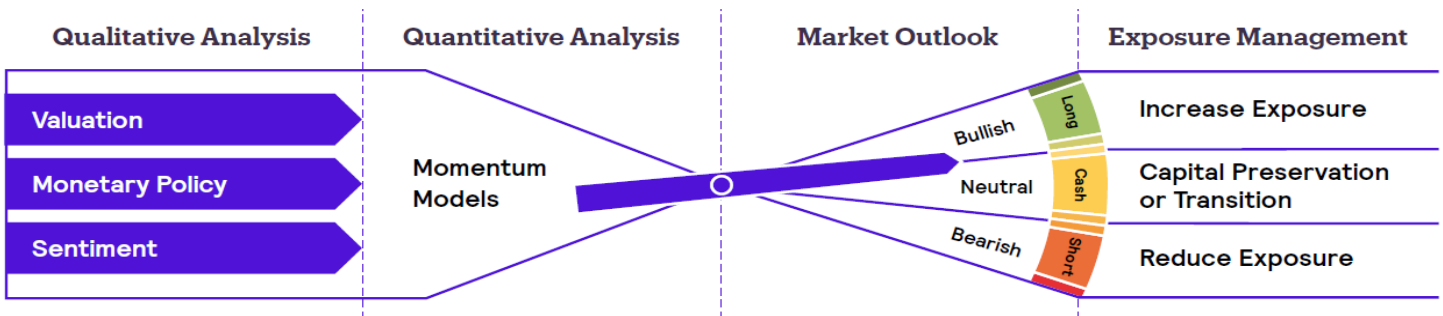 Qualitative Analysis
Quantitative Analysis
Market Outlook
Exposure Management
Valuation
Monetary Policy
Sentiment
Momentum
Models
Bullish
Neutral
Bearish
Long
Cash
Short
Increase Exposure
Capital Preservation
or Transition
Reduce Exposure